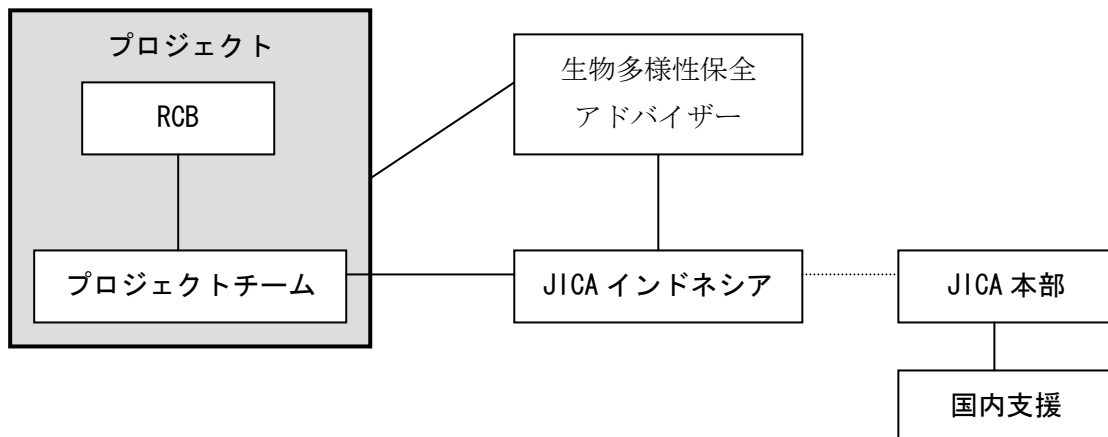 プロジェクト
RCB
プロジェクトチーム
生物多様性保全
アドバイザー
JICA インドネシア
JICA 本部
国内支援